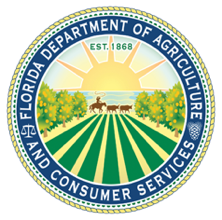 FLORIDA DEPARTMENT OF AGRICULTURE
EST. 1868
AND CONSUMER SERVICES